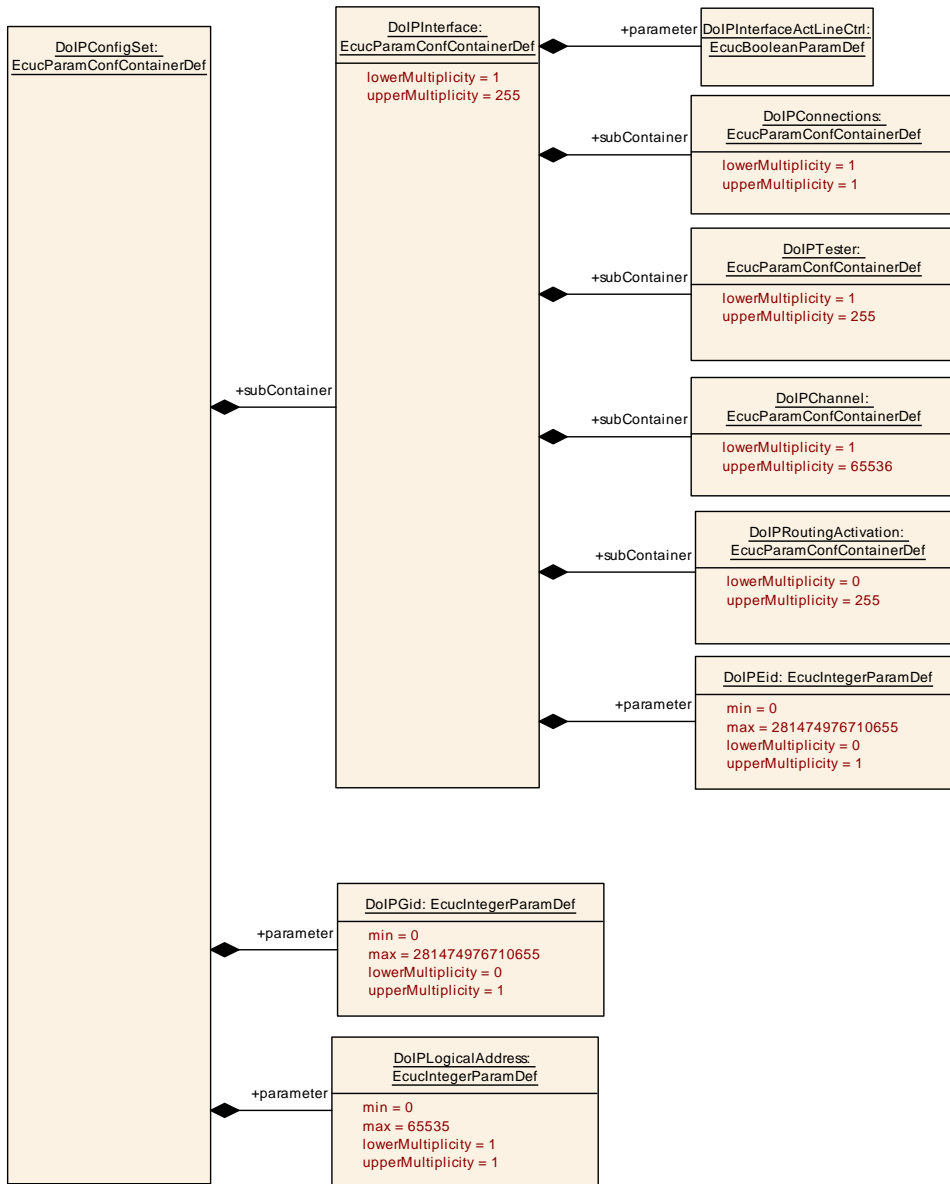 DoIPConfigSet:
EcucParamConfContainerDef
+subContainer
DoIPInterface:
EcucParamConfContainerDef
lowerMultiplicity = 1
upperMultiplicity = 255
+parameter
DoIPInterfaceActLineCtrl:
EcucBooleanParamDef
+subContainer
DoIPConnections:
EcucParamConfContainerDef
lowerMultiplicity = 1
upperMultiplicity = 1
+subContainer
DoIPTester:
EcucParamConfContainerDef
lowerMultiplicity = 1
upperMultiplicity = 255
+subContainer
DoIPChannel:
EcucParamConfContainerDef
lowerMultiplicity = 1
upperMultiplicity = 65536
+subContainer
DoIPRoutingActivation:
EcucParamConfContainerDef
lowerMultiplicity = 0
upperMultiplicity = 255
+parameter
DoIPEid: EcucIntegerParamDef
min = 0
max = 281474976710655
lowerMultiplicity = 0
upperMultiplicity = 1
+parameter
DoIPGid: EcucIntegerParamDef
min = 0
max = 281474976710655
lowerMultiplicity = 0
upperMultiplicity = 1
+parameter
DoIPLogicalAddress:
EcucIntegerParamDef
min = 0
max = 65535
lowerMultiplicity = 1
upperMultiplicity = 1